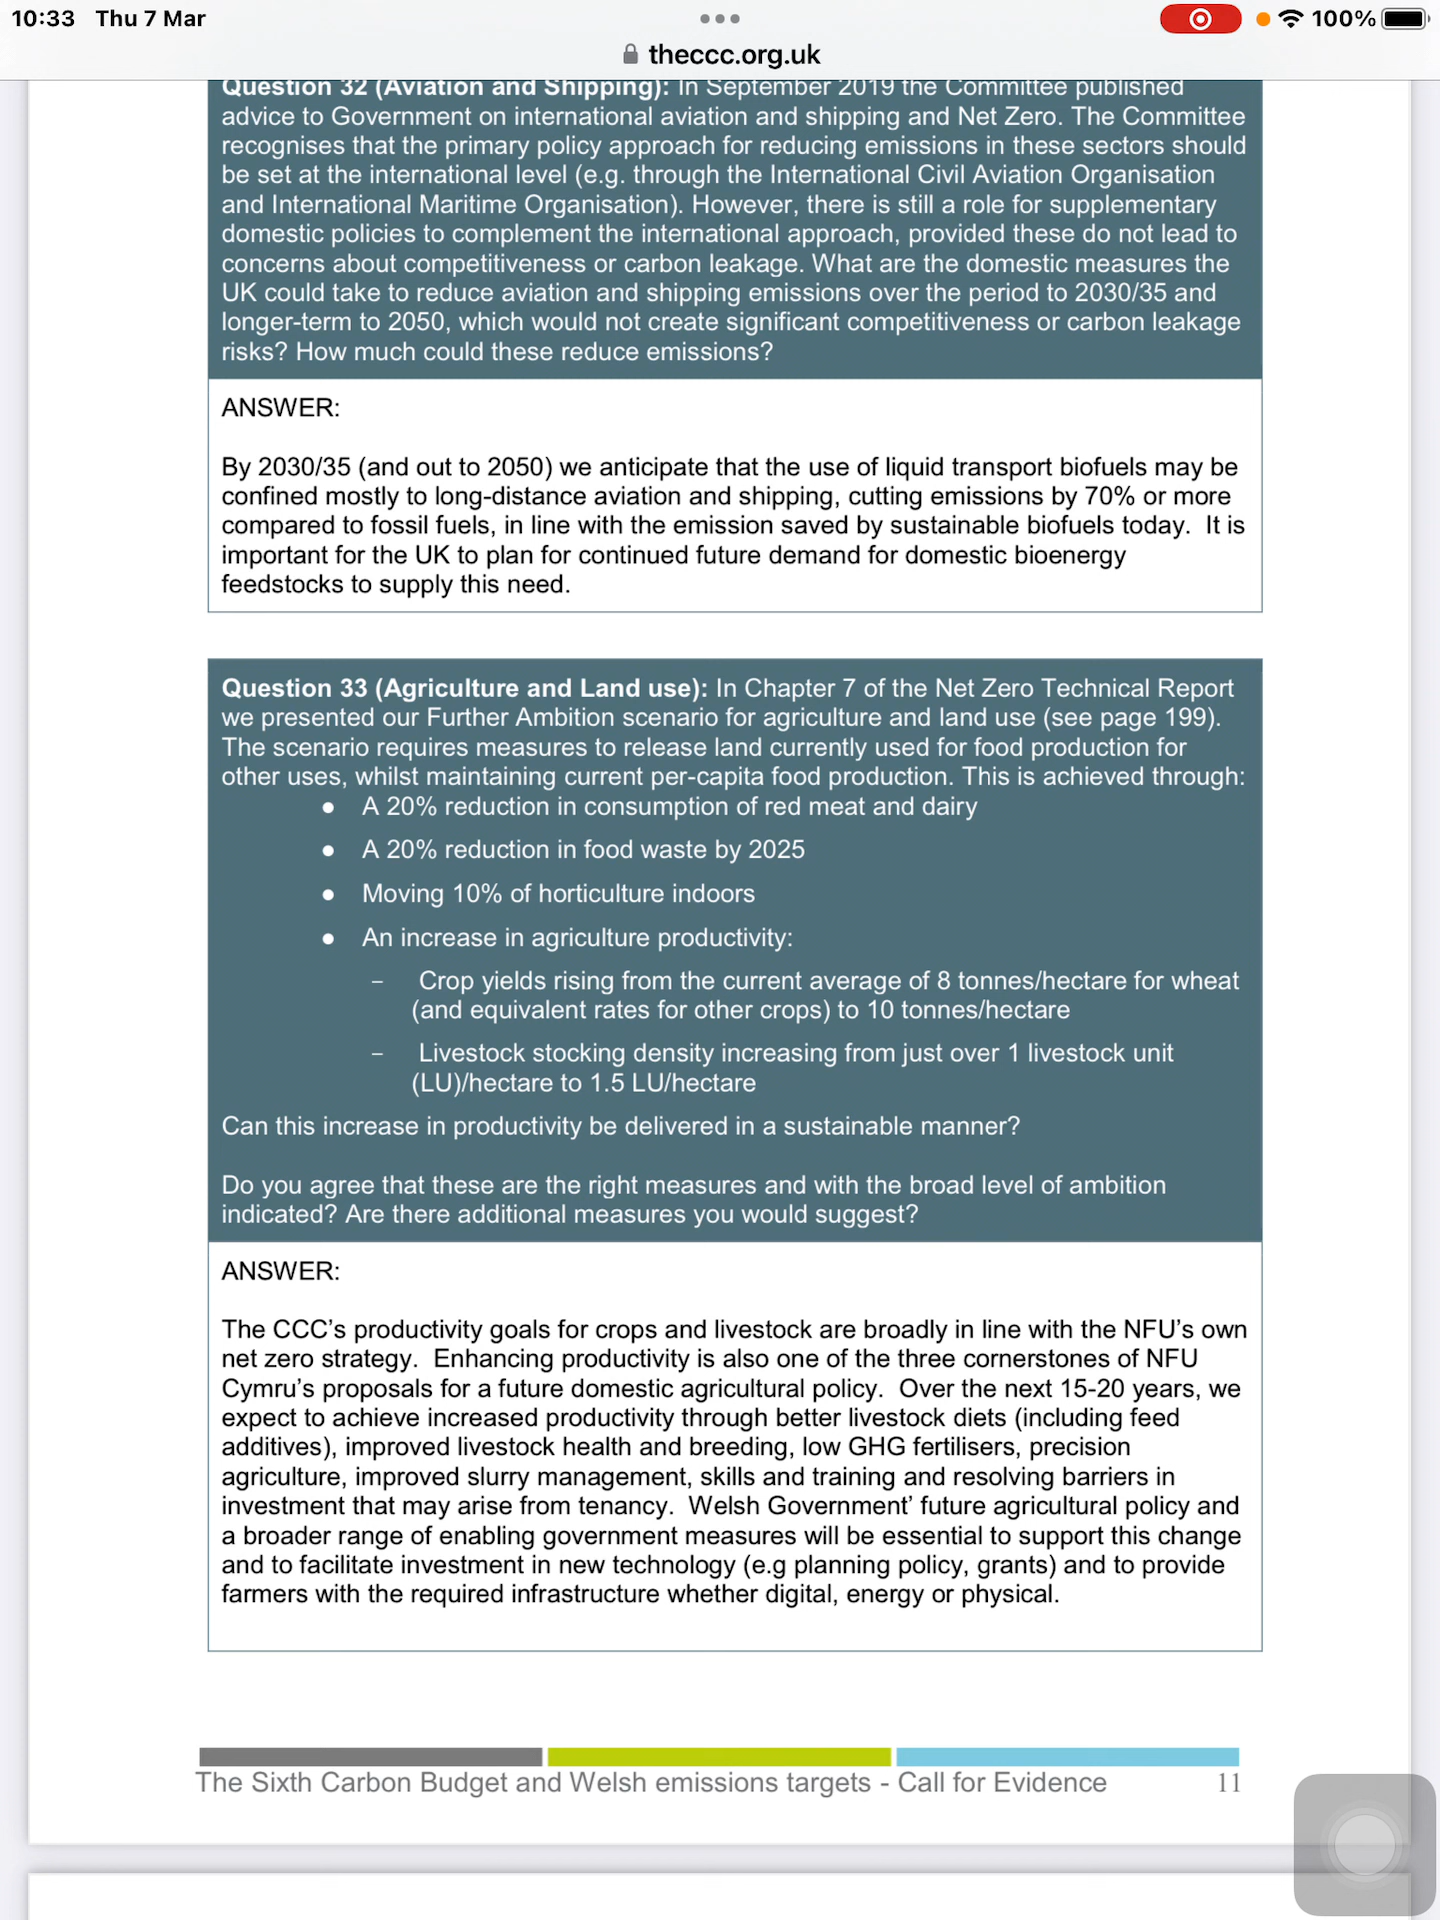 10:33 Thu 7 Mar
100%
theccc.org.uk
Question 32 (Aviation and Shipping): In September 2019 the Committee published
advice to Government on international aviation and shipping and Net Zero. The Committee
recognises that the primary policy approach for reducing emissions in these sectors should
be set at the international level (e.g. through the International Civil Aviation Organisation
and International Maritime Organisation). However, there is still a role for supplementary
domestic policies to complement the international approach, provided these do not lead to
concerns about competitiveness or carbon leakage. What are the domestic measures the
UK could take to reduce aviation and shipping emissions over the period to 2030/35 and
longer-term to 2050, which would not create significant competitiveness or carbon leakage
risks? How much could these reduce emissions?
ANSWER:
By 2030/35 (and out to 2050) we anticipate that the use of liquid transport biofuels may be
confined mostly to long-distance aviation and shipping, cutting emissions by 70% or more
compared to fossil fuels, in line with the emission saved by sustainable biofuels today. It is
important for the UK to plan for continued future demand for domestic bioenergy
feedstocks to supply this need.
Question 33 (Agriculture and Land use): In Chapter 7 of the Net Zero Technical Report
we presented our Further Ambition scenario for agriculture and land use (see page 199).
The scenario requires measures to release land currently used for food production for
other uses, whilst maintaining current per-capita food production. This is achieved through:
• A 20% reduction in consumption of red meat and dairy
• A 20% reduction in food waste by 2025
• Moving 10% of horticulture indoors
• An increase in agriculture productivity:
- Crop yields rising from the current average of 8 tonnes/hectare for wheat
(and equivalent rates for other crops) to 10 tonnes/hectare
- Livestock stocking density increasing from just over 1 livestock unit
(LU)/hectare to 1.5 LU/hectare
Can this increase in productivity be delivered in a sustainable manner?
Do you agree that these are the right measures and with the broad level of ambition
indicated? Are there additional measures you would suggest?
ANSWER:
The CCC's productivity goals for crops and livestock are broadly in line with the NFU's own
net zero strategy. Enhancing productivity is also one of the three cornerstones of NFU
Cymru's proposals for a future domestic agricultural policy. Over the next 15-20 years, we
expect to achieve increased productivity through better livestock diets (including feed
additives), improved livestock health and breeding, low GHG fertilisers, precision
agriculture, improved slurry management, skills and training and resolving barriers in
investment that may arise from tenancy. Welsh Government' future agricultural policy and
a broader range of enabling government measures will be essential to support this change
and to facilitate investment in new technology (e.g planning policy, grants) and to provide
farmers with the required infrastructure whether digital, energy or physical.
The Sixth Carbon Budget and Welsh emissions targets - Call for Evidence 11